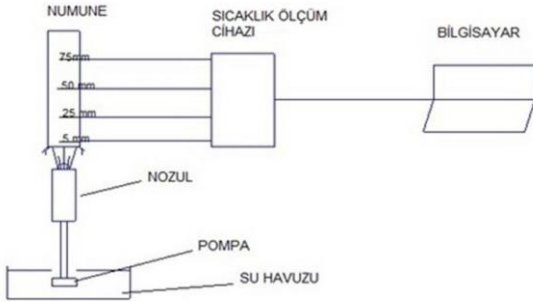 NUMUNE
SICAKLIK ÖLÇÜM
CİHAZI
BİLGİSAYAR
75mm
50 mm
25 mm
5 mm
NOZUL
POMPA
SU HAVUZU